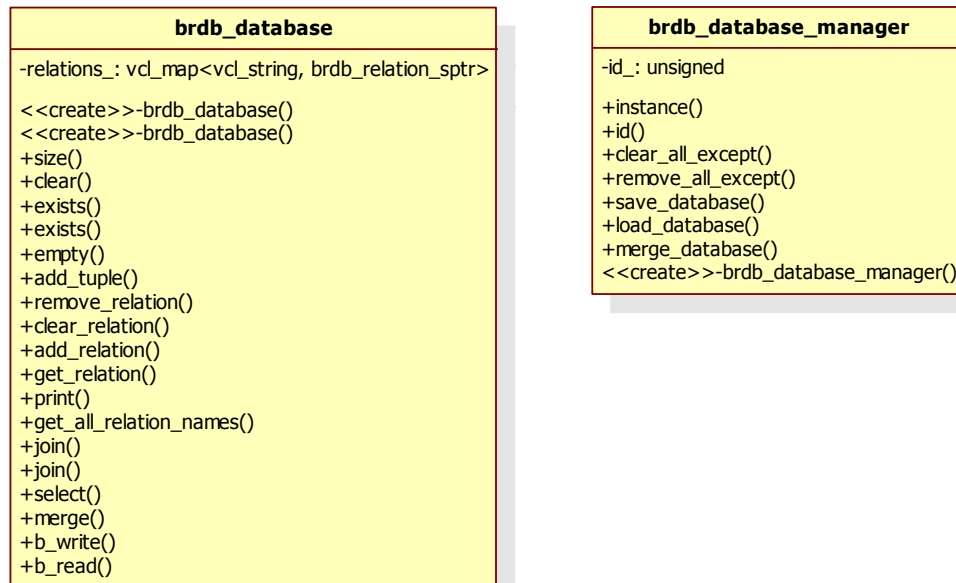 brdb_database
-relations_: vcl_map<vcl_string, brdb_relation_sptr>
<<create>>-brdb_database()
<<create>>-brdb_database()
+size()
+clear()
+exists()
+exists()
+empty()
+add_tuple()
+remove_relation()
+clear_relation()
+add_relation()
+get_relation()
+print()
+get_all_relation_names()
+join()
+join()
+select()
+merge()
+b_write()
+b_read()
brdb_database_manager
-id_: unsigned
+instance()
+id()
+clear_all_except()
+remove_all_except()
+save_database()
+load_database()
+merge_database()
<<create>>-brdb_database_manager()